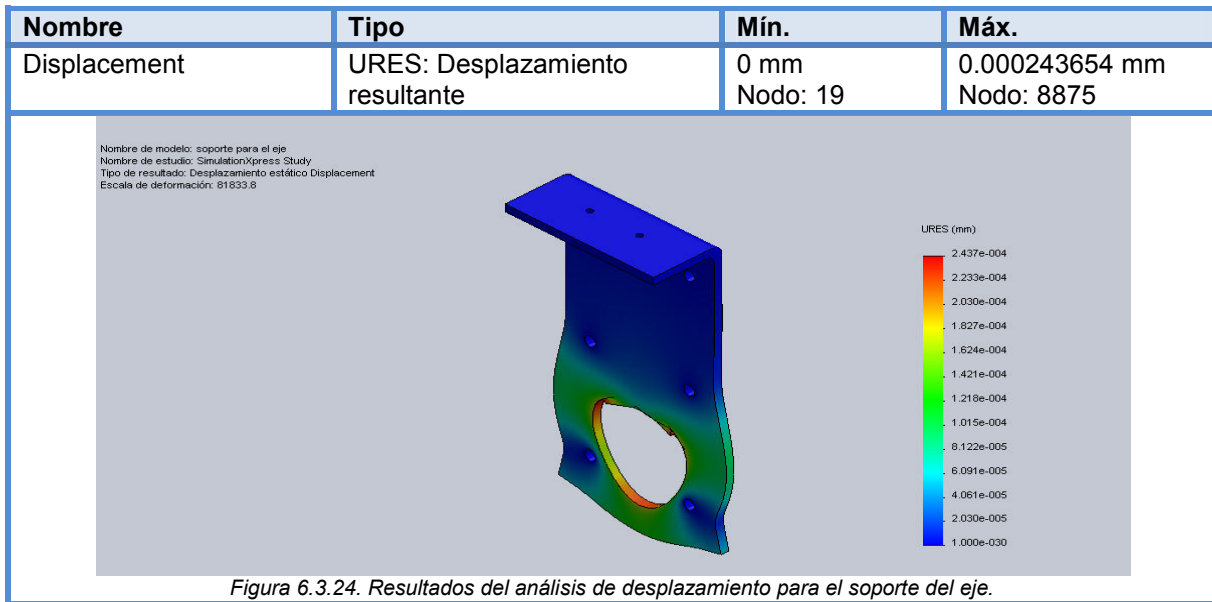 Nombre Tipo Mín. Máx.
Displacement URES: Desplazamiento resultante 0 mm Nodo: 19 0.000243654 mm Nodo: 8875
Nombre de modelo: soporte para el eje
Nombre de estudio: SimulationXpress Study
Tipo de resultado: Desplazamiento estático Displacement
Escala de deformación: 81833.8
URES (mm)
2.437e-004
2.233e-004
2.030e-004
1.827e-004
1.624e-004
1.421e-004
1.218e-004
1.015e-004
8.122e-005
6.091e-005
4.061e-005
2.030e-005
1.000e-030
Figura 6.3.24. Resultados del análisis de desplazamiento para el soporte del eje.